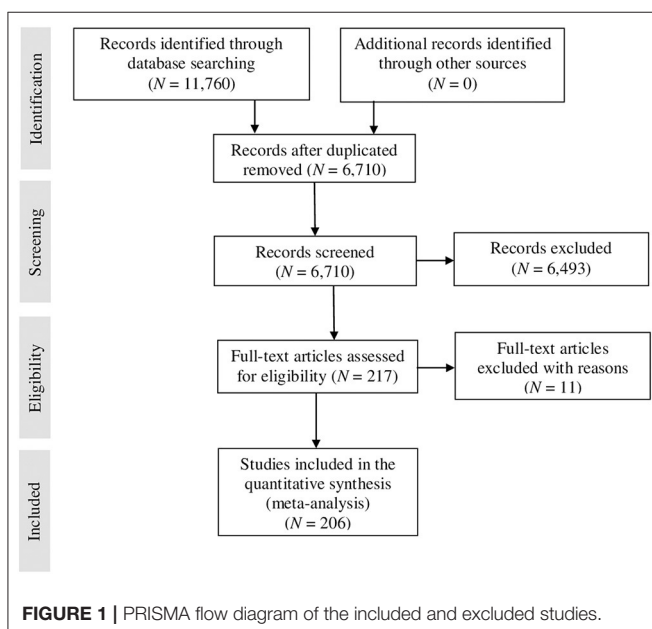 Identification
Records identified through
database searching
(N = 11,760)
Additional records identified
through other sources
(N = 0)
Records after duplicated
removed (N = 6,710)
Screening
Records screened
(N = 6,710)
Records excluded
(N = 6,493)
Eligibility
Full-text articles assessed
for eligibility (N = 217)
Full-text articles
excluded with reasons
(N = 11)
Included
Studies included in the
quantitative synthesis
(meta-analysis)
(N = 206)
FIGURE 1 | PRISMA flow diagram of the included and excluded studies.